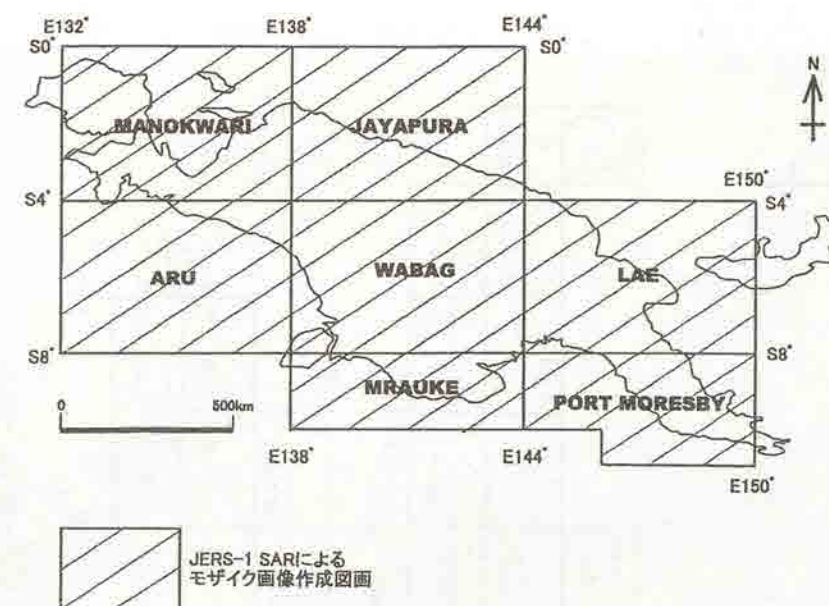 E132° E138° E144°
S0° S0°
N
MANOKWARI JAYAPURA
E150°
S4° S4°
ARU WABAG LAE
S8° S8°
MRAUKE PORT MORESBY
0 500km
E138° E144°
E150°
JERS-1 SARによる
モザイク画像作成図画